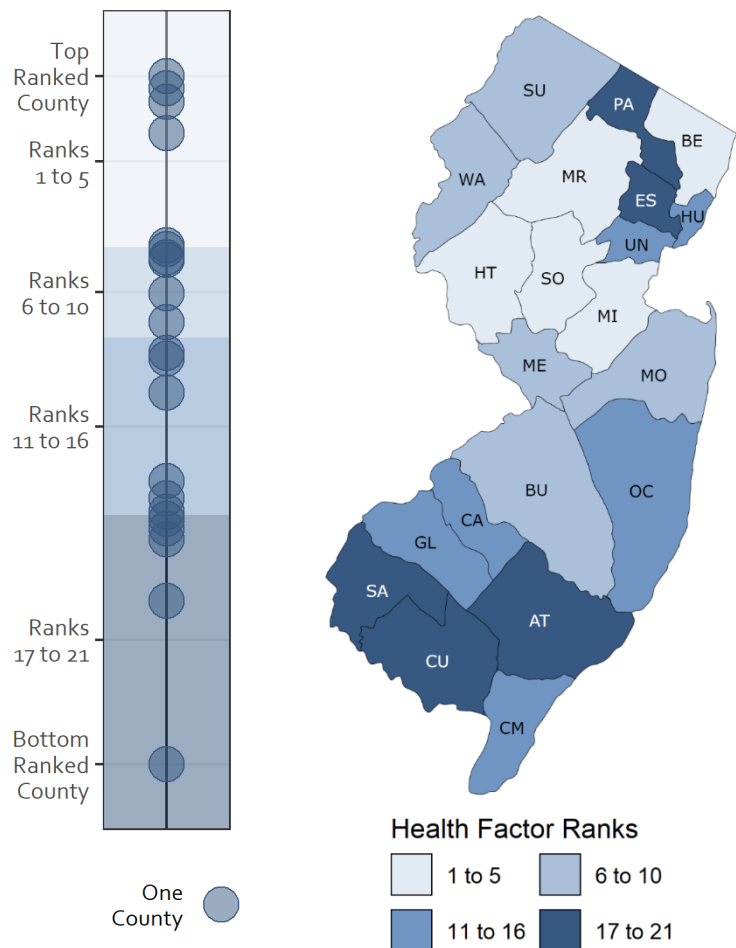 Top
Ranked
County
Ranks
1 to 5
Ranks
6 to 10
Ranks
11 to 16
Ranks
17 to 21
Bottom
Ranked
County
One
County
SU
PA
BE
WA
MR
ES
HU
UN
HT
SO
MI
ME
MO
BU
OC
CA
GL
SA
AT
CU
CM
Health Factor Ranks
1 to 5 6 to 10
11 to 16 17 to 21